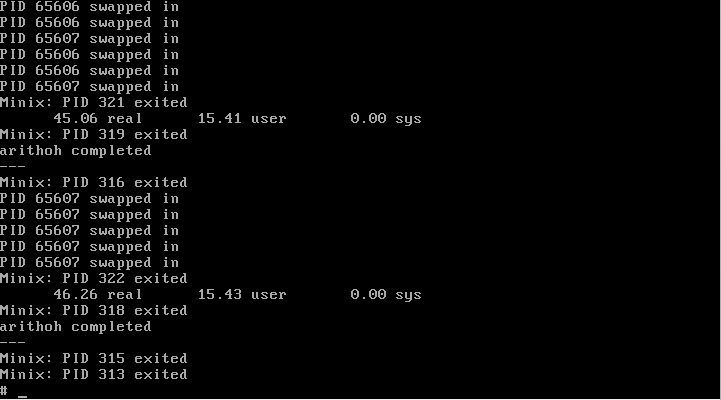 PID 65606 swapped in
PID 65606 swapped in
PID 65607 swapped in
PID 65606 swapped in
PID 65606 swapped in
PID 65607 swapped in
Minix: PID 321 exited
45.06 real 15.41 user 0.00 sys
Minix: PID 319 exited
arithoh completed
---
Minix: PID 316 exited
PID 65607 swapped in
PID 65607 swapped in
PID 65607 swapped in
PID 65607 swapped in
PID 65607 swapped in
Minix: PID 322 exited
46.26 real 15.43 user 0.00 sys
Minix: PID 318 exited
arithoh completed
---
Minix: PID 315 exited
Minix: PID 313 exited
# _